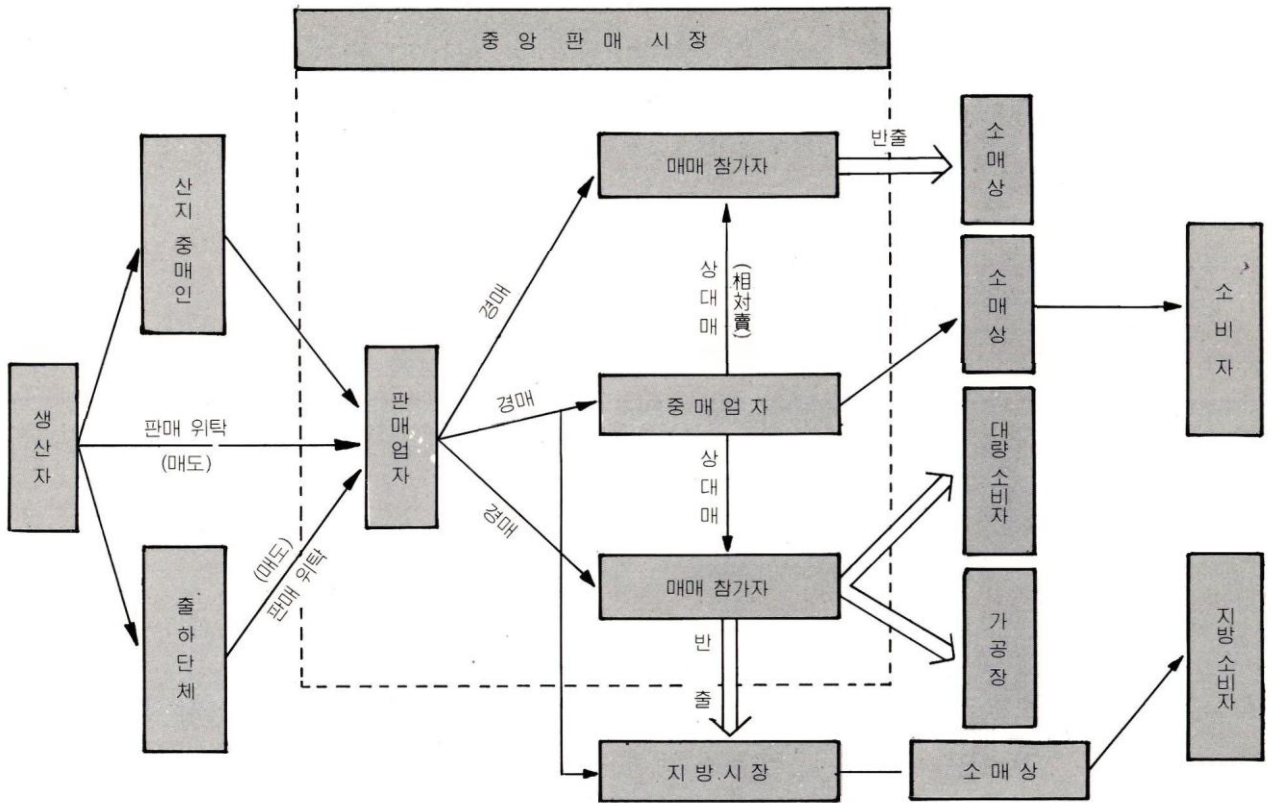 중앙 판매 시장
생산자
산지 중매인
판매 위탁
(매도)
출하단체
(매도)
판매 위탁
판매업자
경매
경매
경매
매매 참가자
반출
상대매
(相対賣)
중매업자
상대매
매매 참가자
반출
지방시장
소매상
소매상
대량 소비자
가공장
소매상
소비자
지방 소비자